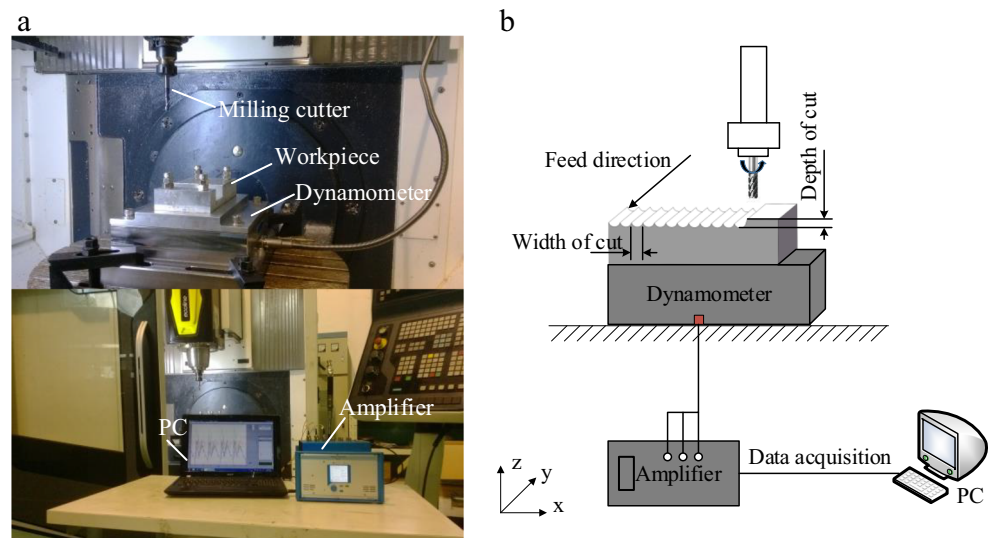 a
Milling cutter
Workpiece
Dynamometer
PC
Amplifier
b
Feed direction
Depth of cut
Width of cut
Dynamometer
Amplifier
Data acquisition
PC
z
y
x